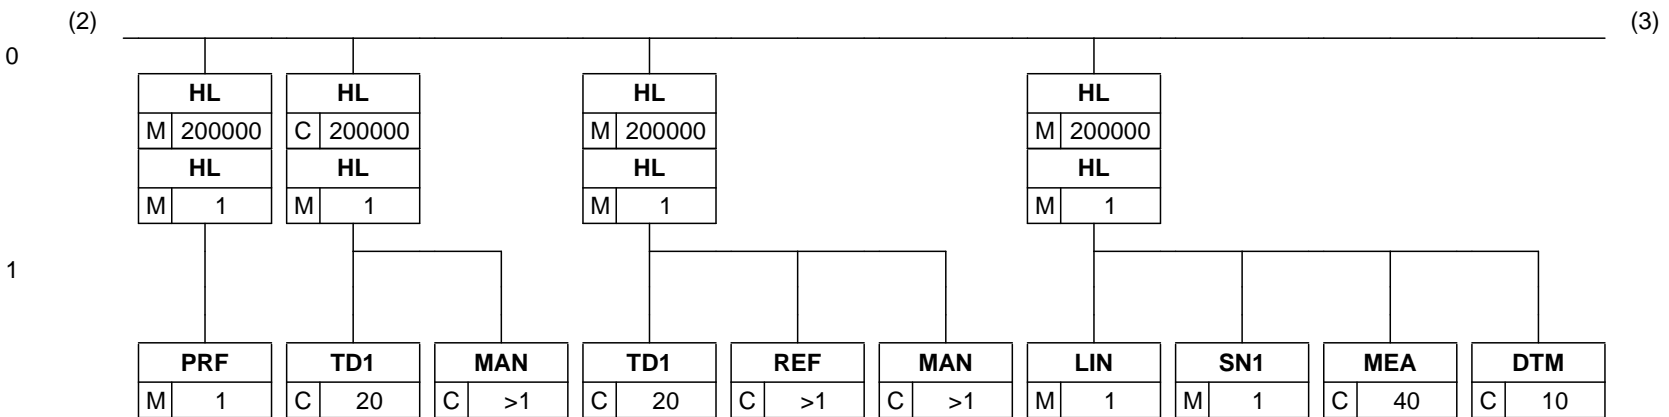 (2) (3)
0
HL HL HL HL
M 200000 C 200000 M 200000 M 200000
HL HL HL HL
M 1 M 1 M 1 M 1
1
PRF TD1 MAN TD1 REF MAN LIN SN1 MEA DTM
M 1 C 20 C >1 C 20 C >1 C >1 M 1 M 1 C 40 C 10